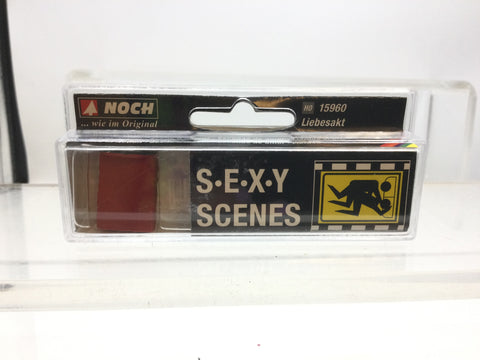 NOCH
... wie im Original
H0 15960
Liebesakt
S·E·X·Y
SCENES